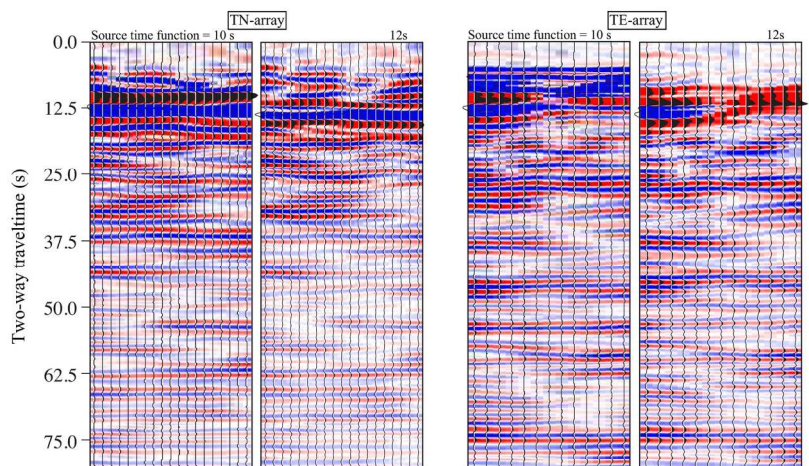 TN-array
TE-array
Source time function = 10 s
12s
Source time function = 10 s
12s
0.0
12.5
25.0
37.5
50.0
62.5
75.0
Two-way traveltime (s)